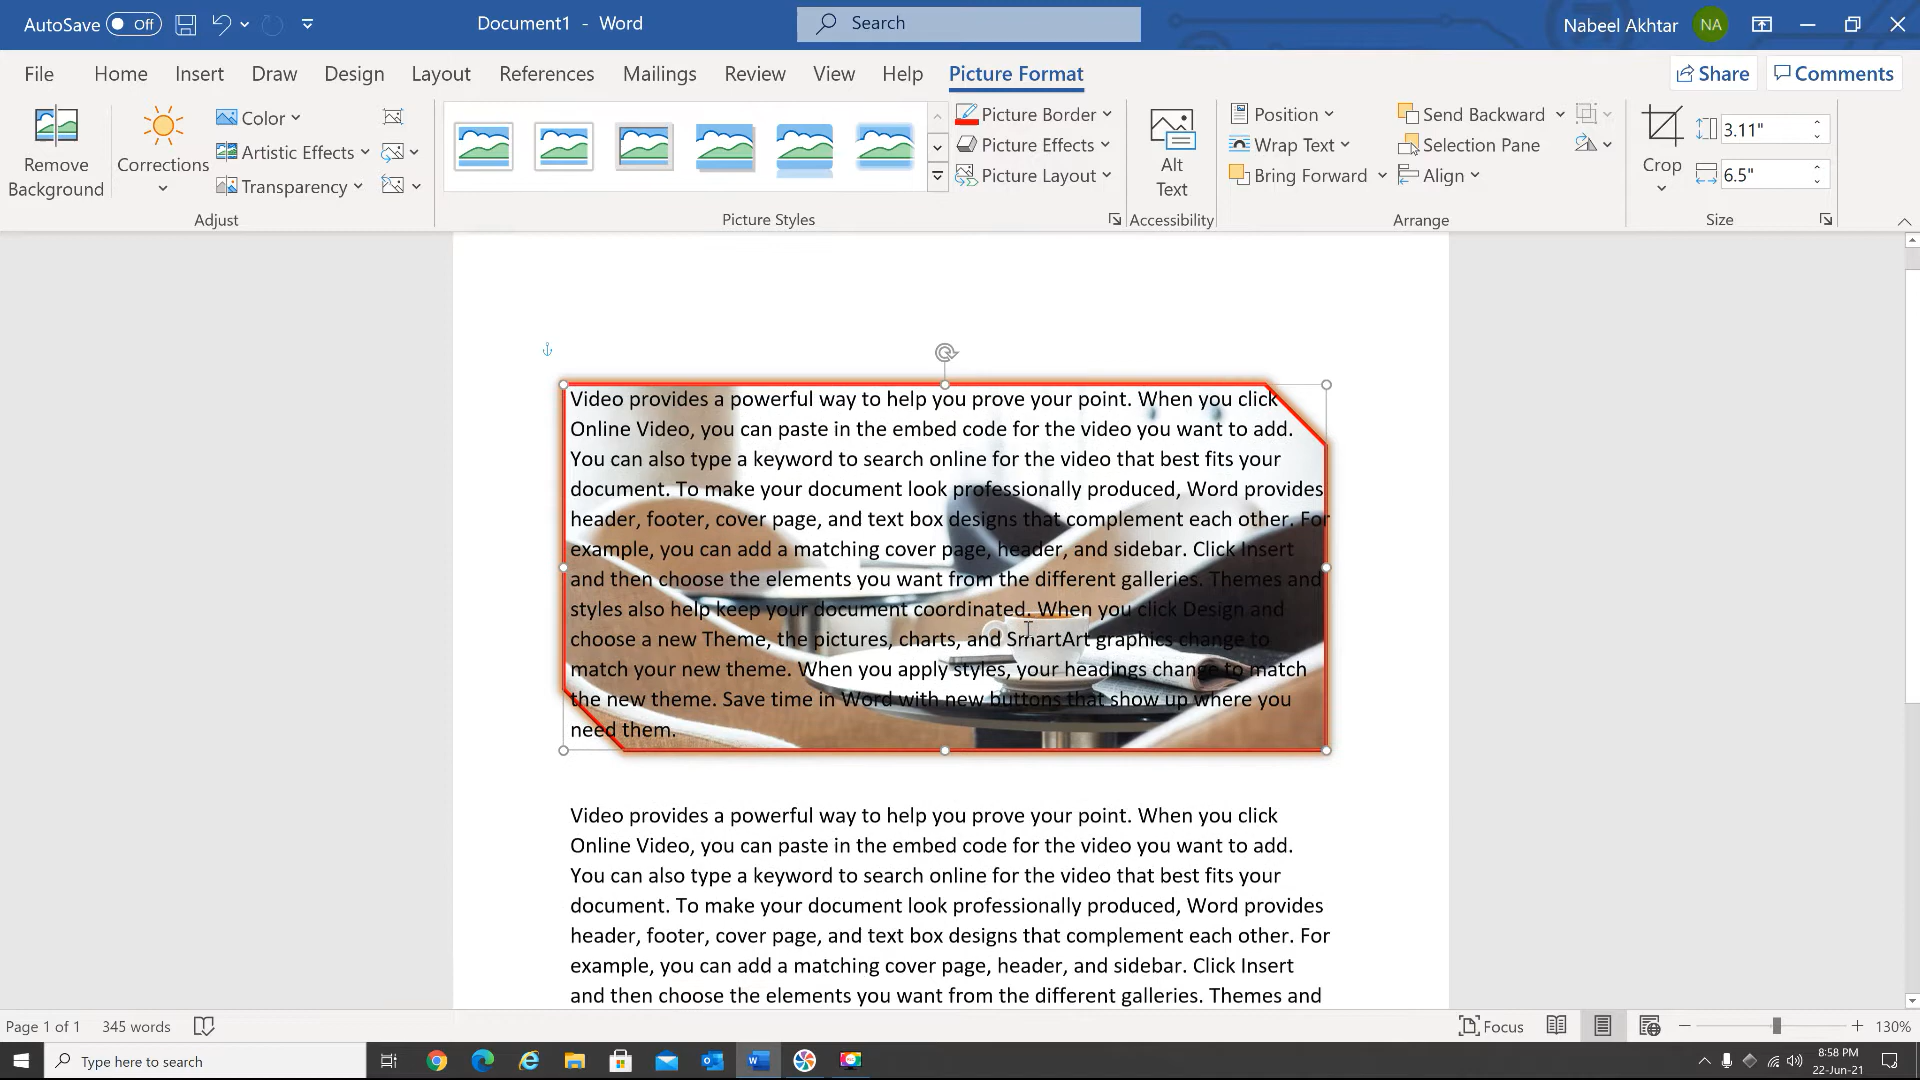 AutoSave Off Document1 - Word Search Nabeel Akhtar NA
File Home Insert Draw Design Layout References Mailings Review View Help Picture Format Share Comments
Remove Background
Corrections
Color
Artistic Effects
Transparency
Adjust
Picture Styles
Picture Border
Picture Effects
Picture Layout
Alt Text
Accessibility
Position
Wrap Text
Bring Forward
Send Backward
Selection Pane
Align
Arrange
Crop
3.11"
6.5"
Size
Video provides a powerful way to help you prove your point. When you click
Online Video, you can paste in the embed code for the video you want to add.
You can also type a keyword to search online for the video that best fits your
document. To make your document look professionally produced, Word provides
header, footer, cover page, and text box designs that complement each other. For
example, you can add a matching cover page, header, and sidebar. Click Insert
and then choose the elements you want from the different galleries. Themes and
styles also help keep your document coordinated. When you click Design and
choose a new Theme, the pictures, charts, and SmartArt graphics change to
match your new theme. When you apply styles, your headings change to match
the new theme. Save time in Word with new buttons that show up where you
need them.
Video provides a powerful way to help you prove your point. When you click
Online Video, you can paste in the embed code for the video you want to add.
You can also type a keyword to search online for the video that best fits your
document. To make your document look professionally produced, Word provides
header, footer, cover page, and text box designs that complement each other. For
example, you can add a matching cover page, header, and sidebar. Click Insert
and then choose the elements you want from the different galleries. Themes and
Page 1 of 1 345 words Focus 130%
Type here to search
8:58 PM
22-Jun-21